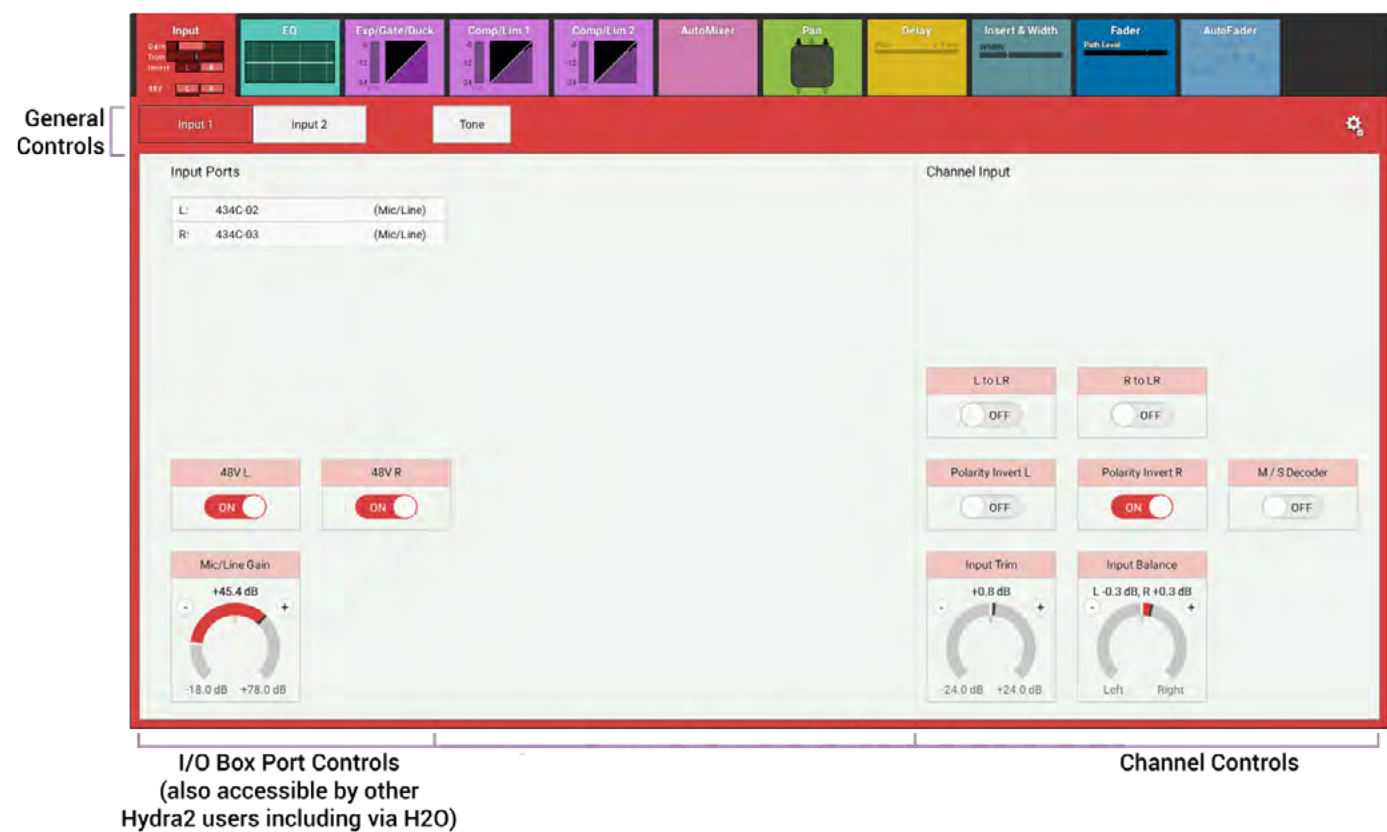 Input EQ Exp/Gate/Duck Comp/Lim 1 Comp/Lim 2 AutoMixer Pan Delay Insert & Width Fader AutoFader
Gain
Trim
Invert L R
48V L R
Width
Path Level
General
Controls
Input 1 Input 2 Tone
Input Ports
L: 434C-02 (Mic/Line)
R: 434C-03 (Mic/Line)
48V L 48V R
ON ON
Mic/Line Gain
+45.4 dB
- +
-18.0 dB +78.0 dB
Channel Input
L to LR R to LR
OFF OFF
Polarity Invert L Polarity Invert R M / S Decoder
OFF ON OFF
Input Trim Input Balance
+0.8 dB L -0.3 dB, R +0.3 dB
- + - +
-24.0 dB +24.0 dB Left Right
I/O Box Port Controls
(also accessible by other
Hydra2 users including via H2O)
Channel Controls